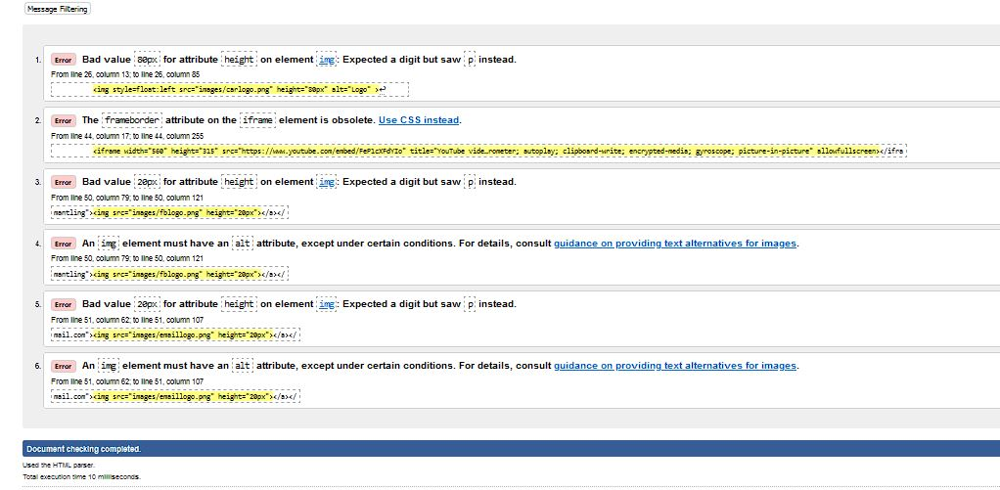 Message Filtering
1. Error Bad value 80px for attribute height on element img: Expected a digit but saw p instead.
From line 26, column 13; to line 26, column 85
<img style=float:left src="images/carlogo.png" height="80px" alt="Logo" >↩
2. Error The frameborder attribute on the iframe element is obsolete. Use CSS instead.
From line 44, column 17; to line 44, column 255
<iframe width="560" height="315" src="https://www.youtube.com/embed/FeP1cXFdYIo" title="YouTube vide…rometer; autoplay; clipboard-write; encrypted-media; gyroscope; picture-in-picture" allowfullscreen></ifra
3. Error Bad value 20px for attribute height on element img: Expected a digit but saw p instead.
From line 50, column 79; to line 50, column 121
mantling"><img src="images/fblogo.png" height="20px"></a></
4. Error An img element must have an alt attribute, except under certain conditions. For details, consult guidance on providing text alternatives for images.
From line 50, column 79; to line 50, column 121
mantling"><img src="images/fblogo.png" height="20px"></a></
5. Error Bad value 20px for attribute height on element img: Expected a digit but saw p instead.
From line 51, column 62; to line 51, column 107
mail.com"><img src="images/emaillogo.png" height="20px"></a></
6. Error An img element must have an alt attribute, except under certain conditions. For details, consult guidance on providing text alternatives for images.
From line 51, column 62; to line 51, column 107
mail.com"><img src="images/emaillogo.png" height="20px"></a></
Document checking completed.
Used the HTML parser.
Total execution time 10 milliseconds.